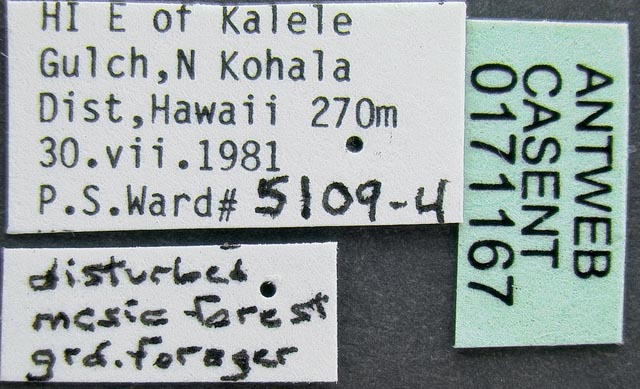 HI E of Kalele
Gulch,N Kohala
Dist,Hawaii 270m
30.vii.1981
P.S.Ward# 5109-4
disturbed
mesic forest
grd.forager
ANTWEB
CASENT
0171167